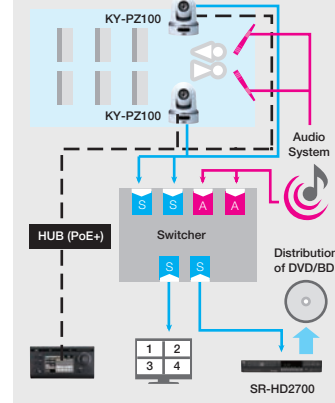 KY-PZ100
KY-PZ100
Audio
System
S S A A
HUB (PoE+)
Switcher
S S
Distribution
of DVD/BD
1 2
3 4
SR-HD2700